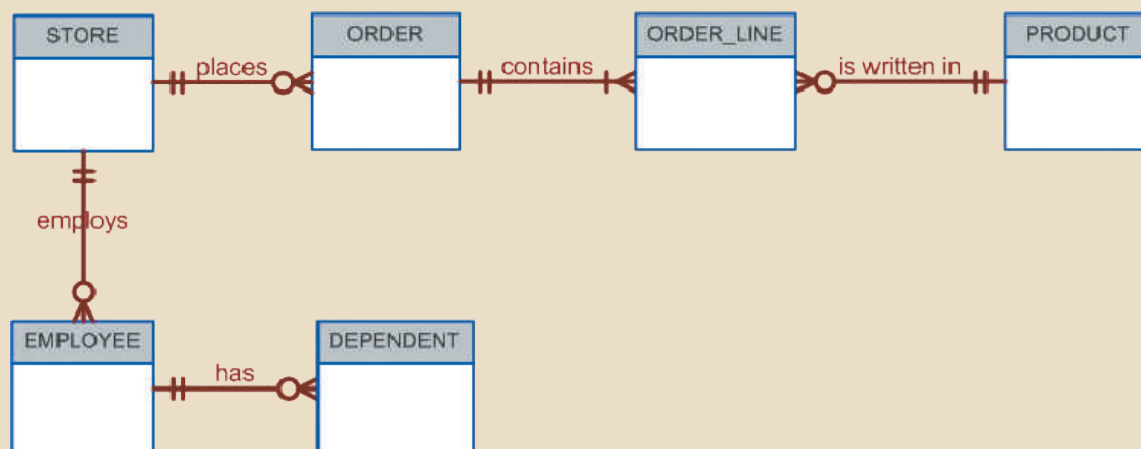 STORE
places
ORDER
contains
ORDER_LINE
is written in
PRODUCT
employs
EMPLOYEE
has
DEPENDENT